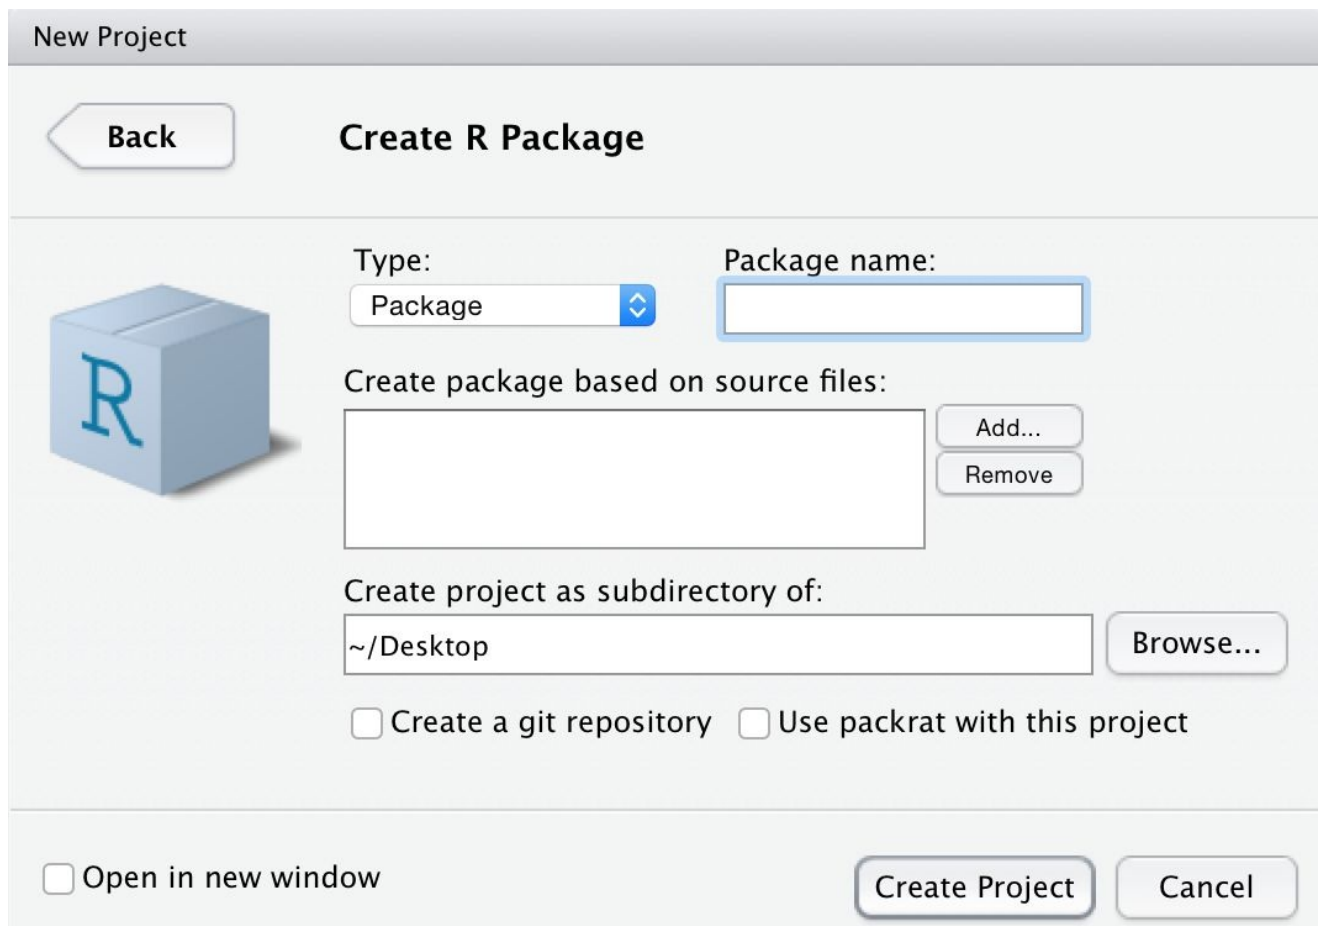 New Project
Back
Create R Package
Type:
Package name:
Package
R
Create package based on source files:
Add...
Remove
Create project as subdirectory of:
~/Desktop
Browse...
Create a git repository
Use packrat with this project
Open in new window
Create Project
Cancel